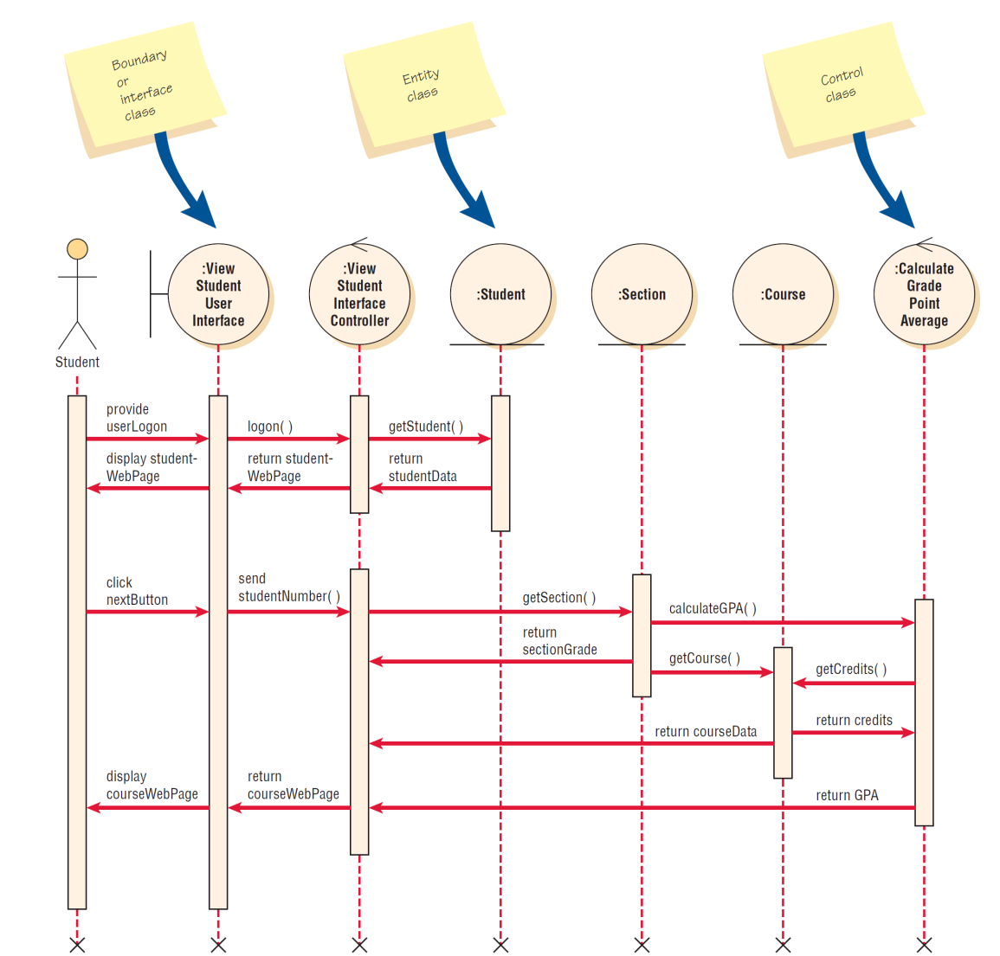 Boundary
or
interface
class
Entity
class
Control
class
:View
Student
User
Interface
:View
Student
Interface
Controller
:Student
:Section
:Course
:Calculate
Grade
Point
Average
Student
provide
userLogon
logon( )
getStudent( )
display student-
WebPage
return student-
WebPage
return
studentData
click
nextButton
send
studentNumber( )
getSection( )
calculateGPA( )
return
sectionGrade
getCourse( )
getCredits( )
return credits
return courseData
display
courseWebPage
return
courseWebPage
return GPA